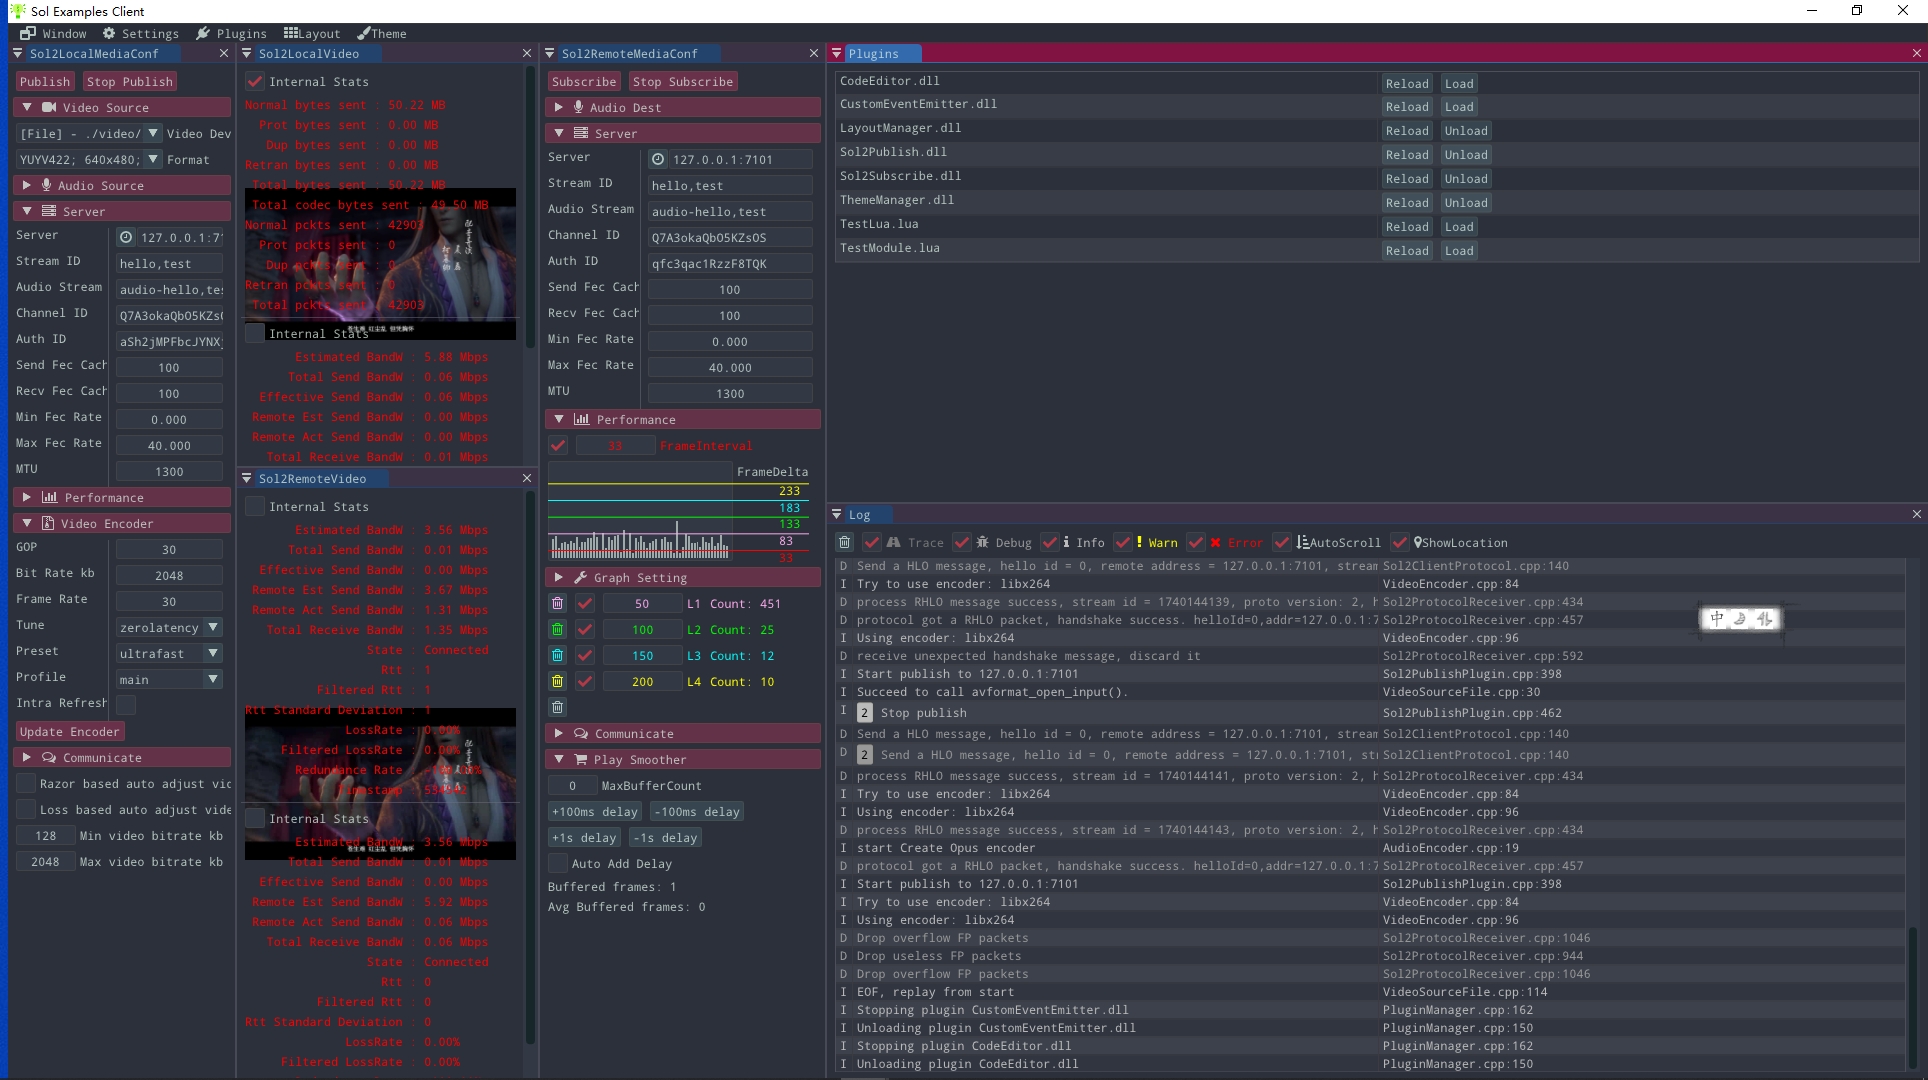 Sol Examples Client
Window Settings Plugins Layout Theme
Sol2LocalMediaConf
Publish Stop Publish
Video Source
[File] - ./video/ Video Dev
YUYV422; 640x480; Format
Audio Source
Server
Server 127.0.0.1:71
Stream ID hello,test
Audio Stream audio-hello,tes
Channel ID Q7A3okaQbO5KZsO
Auth ID aSh2jMPFbcJYNX
Send Fec Cach 100
Recv Fec Cach 100
Min Fec Rate 0.000
Max Fec Rate 40.000
MTU 1300
Performance
Video Encoder
GOP 30
Bit Rate kb 2048
Frame Rate 30
Tune zerolatency
Preset ultrafast
Profile main
Intra Refresh
Update Encoder
Communicate
Razor based auto adjust vid
Loss based auto adjust vide
128 Min video bitrate kb
2048 Max video bitrate kb
Sol2LocalVideo
Internal Stats
Normal bytes sent : 50.22 MB
Prot bytes sent : 0.00 MB
Dup bytes sent : 0.00 MB
Retran bytes sent : 0.00 MB
Total bytes sent : 50.22 MB
Total codec bytes sent : 49.50 MB
Normal pckts sent : 42903
Prot pckts sent : 0
Dup pckts sent : 0
Retran pckts sent : 0
Total pckts sent : 42903
Internal Stats
Estimated BandW : 5.88 Mbps
Total Send BandW : 0.06 Mbps
Effective Send BandW : 0.06 Mbps
Remote Est Send BandW : 0.00 Mbps
Remote Act Send BandW : 0.00 Mbps
Total Receive BandW : 0.01 Mbps
Sol2RemoteVideo
Internal Stats
Estimated BandW : 3.56 Mbps
Total Send BandW : 0.01 Mbps
Effective Send BandW : 0.00 Mbps
Remote Est Send BandW : 3.67 Mbps
Remote Act Send BandW : 1.31 Mbps
Total Receive BandW : 1.35 Mbps
State : Connected
Rtt : 1
Filtered Rtt : 1
Rtt Standard Deviation : 1
LossRate : 0.00%
Filtered LossRate : 0.00%
Redundance Rate :
Timestamp :
Internal Stats
Estimated BandW : 3.56 Mbps
Total Send BandW : 0.01 Mbps
Effective Send BandW : 0.00 Mbps
Remote Est Send BandW : 5.92 Mbps
Remote Act Send BandW : 0.06 Mbps
Total Receive BandW : 0.06 Mbps
State : Connected
Rtt : 0
Filtered Rtt : 0
Rtt Standard Deviation : 0
LossRate : 0.00%
Filtered LossRate : 0.00%
Sol2RemoteMediaConf
Subscribe Stop Subscribe
Audio Dest
Server
Server 127.0.0.1:7101
Stream ID hello,test
Audio Stream audio-hello,test
Channel ID Q7A3okaQbO5KZsOS
Auth ID qfc3qac1RzzF8TQK
Send Fec Cach 100
Recv Fec Cach 100
Min Fec Rate 0.000
Max Fec Rate 40.000
MTU 1300
Performance
33 FrameInterval
FrameDelta
233
183
133
83
33
Graph Setting
50 L1 Count: 451
100 L2 Count: 25
150 L3 Count: 12
200 L4 Count: 10
Communicate
Play Smoother
0 MaxBufferCount
+100ms delay -100ms delay
+1s delay -1s delay
Auto Add Delay
Buffered frames: 1
Avg Buffered frames: 0
Plugins
CodeEditor.dll Reload Load
CustomEventEmitter.dll Reload Load
LayoutManager.dll Reload Unload
Sol2Publish.dll Reload Unload
Sol2Subscribe.dll Reload Unload
ThemeManager.dll Reload Unload
TestLua.lua Reload Load
TestModule.lua Reload Load
Log
Trace Debug Info Warn Error AutoScroll ShowLocation
D Send a HLO message, hello id = 0, remote address = 127.0.0.1:7101, stream Sol2ClientProtocol.cpp:140
I Try to use encoder: libx264 VideoEncoder.cpp:84
D process RHLO message success, stream id = 1740144139, proto version: 2, h Sol2ProtocolReceiver.cpp:434
D protocol got a RHLO packet, handshake success. helloId=0,addr=127.0.0.1:7 Sol2ProtocolReceiver.cpp:457
I Using encoder: libx264 VideoEncoder.cpp:96
D receive unexpected handshake message, discard it Sol2ProtocolReceiver.cpp:592
I Start publish to 127.0.0.1:7101 Sol2PublishPlugin.cpp:398
I Succeed to call avformat_open_input(). VideoSourceFile.cpp:30
I 2 Stop publish Sol2PublishPlugin.cpp:462
D Send a HLO message, hello id = 0, remote address = 127.0.0.1:7101, stream Sol2ClientProtocol.cpp:140
D 2 Send a HLO message, hello id = 0, remote address = 127.0.0.1:7101, st Sol2ClientProtocol.cpp:140
D process RHLO message success, stream id = 1740144141, proto version: 2, h Sol2ProtocolReceiver.cpp:434
I Try to use encoder: libx264 VideoEncoder.cpp:84
I Using encoder: libx264 VideoEncoder.cpp:96
D process RHLO message success, stream id = 1740144143, proto version: 2, h Sol2ProtocolReceiver.cpp:434
I start Create Opus encoder AudioEncoder.cpp:19
D protocol got a RHLO packet, handshake success. helloId=0,addr=127.0.0.1:7 Sol2ProtocolReceiver.cpp:457
I Start publish to 127.0.0.1:7101 Sol2PublishPlugin.cpp:398
I Try to use encoder: libx264 VideoEncoder.cpp:84
I Using encoder: libx264 VideoEncoder.cpp:96
D Drop overflow FP packets Sol2ProtocolReceiver.cpp:1046
D Drop useless FP packets Sol2ProtocolReceiver.cpp:944
D Drop overflow FP packets Sol2ProtocolReceiver.cpp:1046
I EOF, replay from start VideoSourceFile.cpp:114
I Stopping plugin CustomEventEmitter.dll PluginManager.cpp:162
I Unloading plugin CustomEventEmitter.dll PluginManager.cpp:150
I Stopping plugin CodeEditor.dll PluginManager.cpp:162
I Unloading plugin CodeEditor.dll PluginManager.cpp:150
中